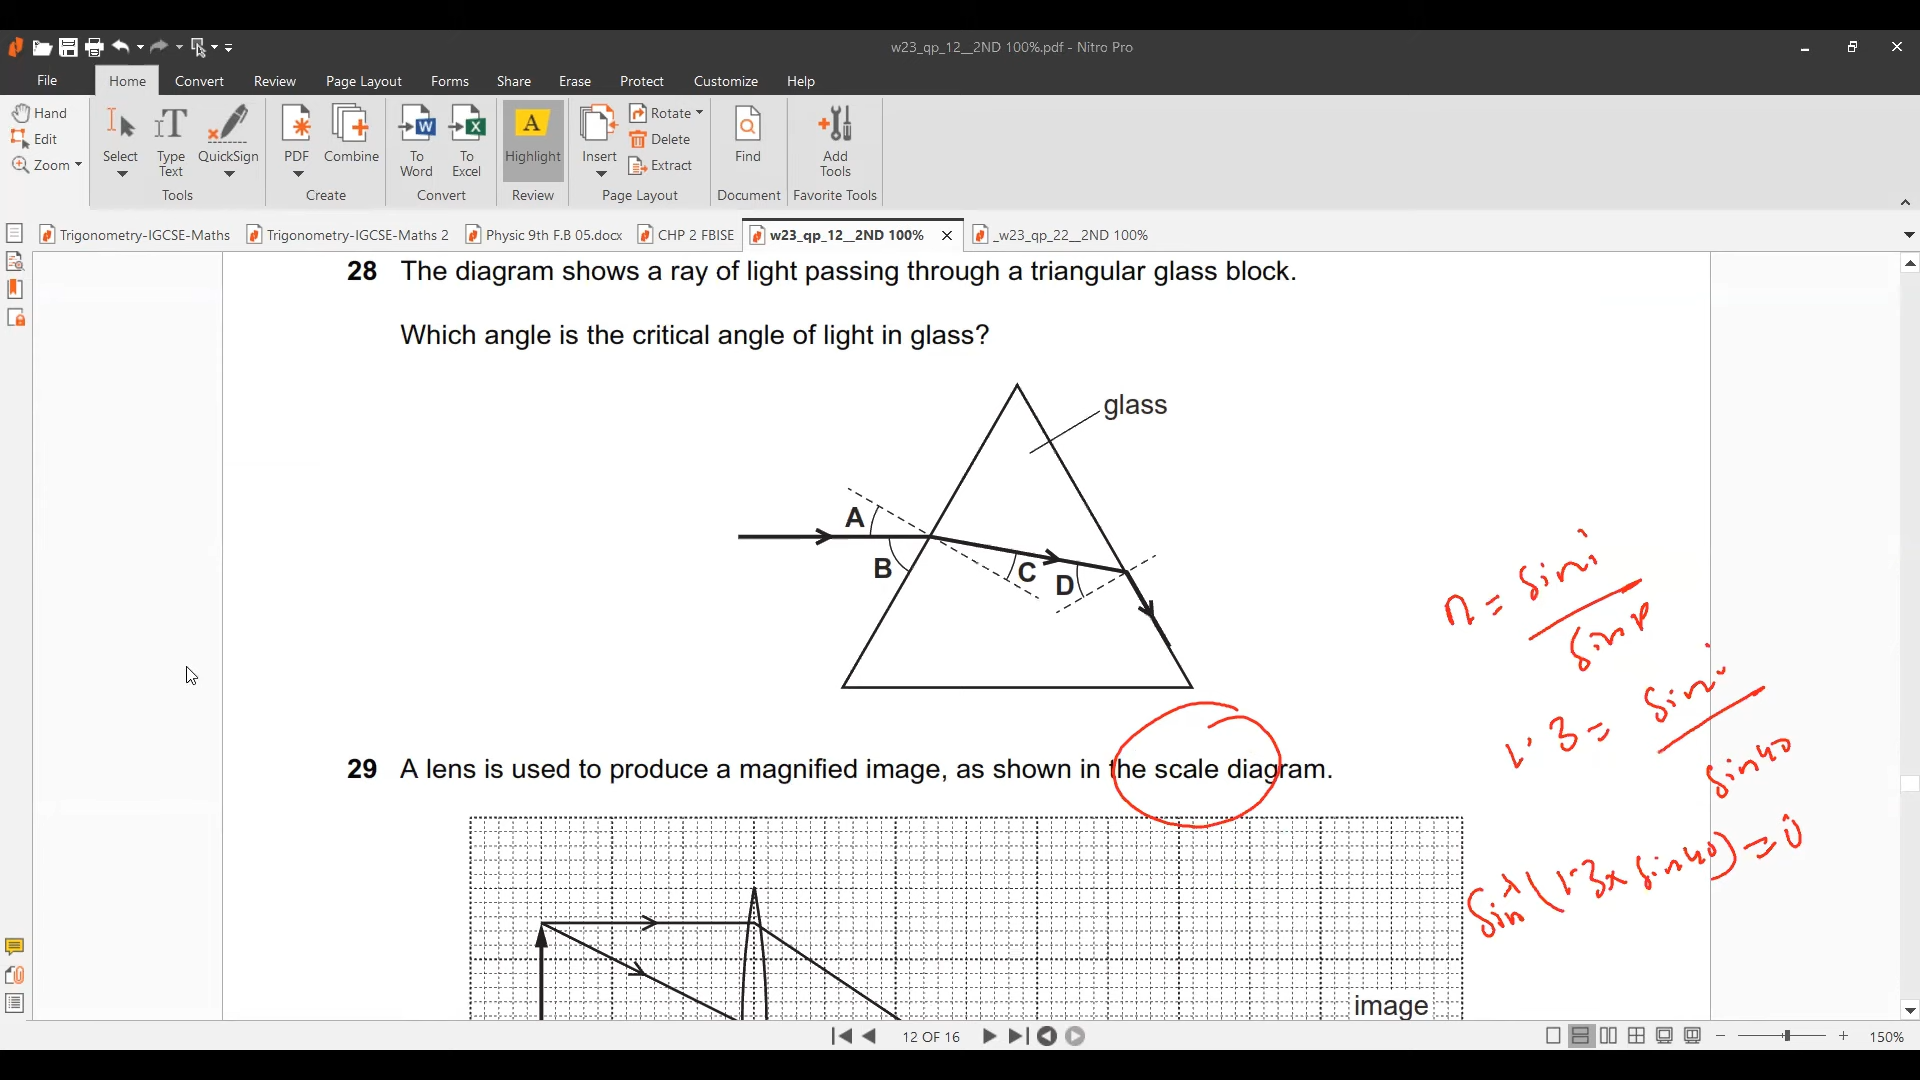 w23_qp_12__2ND 100%.pdf - Nitro Pro
File Home Convert Review Page Layout Forms Share Erase Protect Customize Help
Hand
Edit
Zoom
Select
Type Text
QuickSign
Tools
PDF
Combine
Create
To Word
To Excel
Convert
Highlight
Review
Insert
Rotate
Delete
Extract
Page Layout
Find
Document
Add Tools
Favorite Tools
Trigonometry-IGCSE-Maths Trigonometry-IGCSE-Maths 2 Physic 9th F.B 05.docx CHP 2 FBISE w23_qp_12__2ND 100% _w23_qp_22__2ND 100%
28 The diagram shows a ray of light passing through a triangular glass block.
Which angle is the critical angle of light in glass?
glass
A
B
C
D
n = sin i / sin r
1.3 = sin i / sin 40
sin⁻¹(1.3 x sin 40) = i
29 A lens is used to produce a magnified image, as shown in the scale diagram.
image
12 OF 16
150%